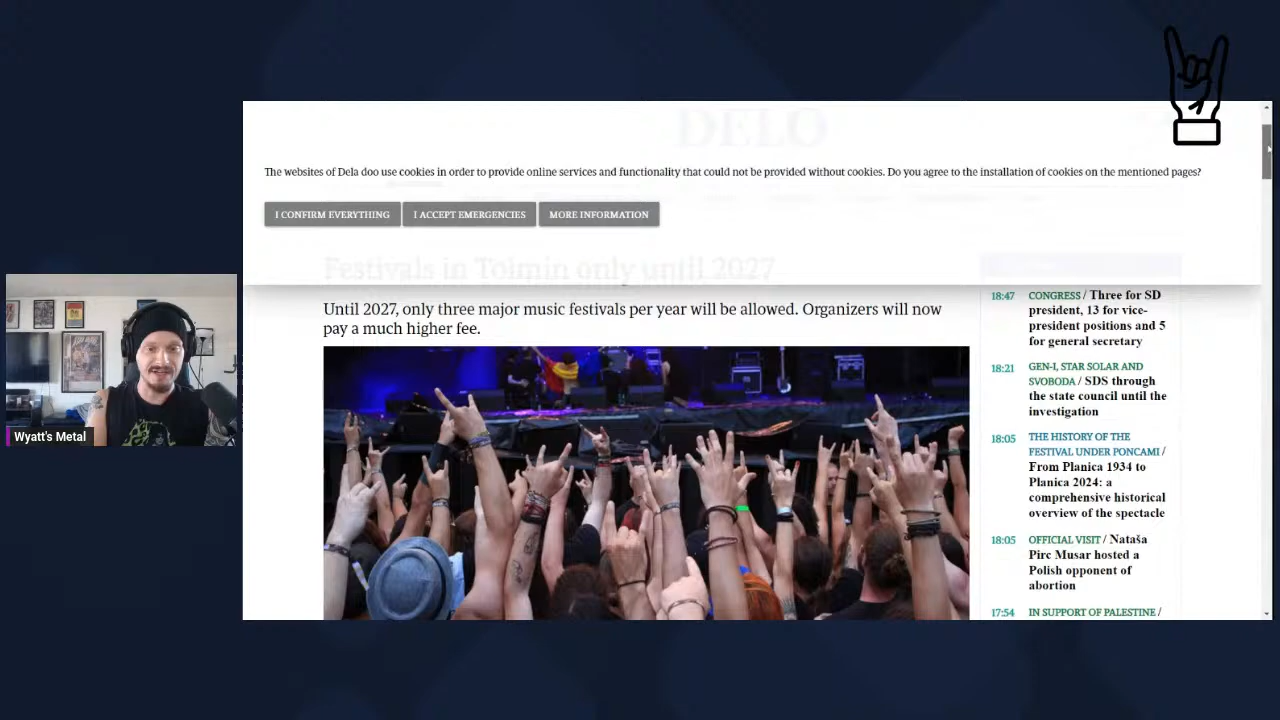 DELO
The websites of Dela doo use cookies in order to provide online services and functionality that could not be provided without cookies. Do you agree to the installation of cookies on the mentioned pages?
I CONFIRM EVERYTHING
I ACCEPT EMERGENCIES
MORE INFORMATION
Festivals in Tolmin only until 2027
Until 2027, only three major music festivals per year will be allowed. Organizers will now
pay a much higher fee.
18:47 CONGRESS / Three for SD
president, 13 for vice-
president positions and 5
for general secretary
18:21 GEN-I, STAR SOLAR AND
SVOBODA / SDS through
the state council until the
investigation
18:05 THE HISTORY OF THE
FESTIVAL UNDER PONCAMI /
From Planica 1934 to
Planica 2024: a
comprehensive historical
overview of the spectacle
18:05 OFFICIAL VISIT / Nataša
Pirc Musar hosted a
Polish opponent of
abortion
17:54 IN SUPPORT OF PALESTINE /
Wyatt's Metal